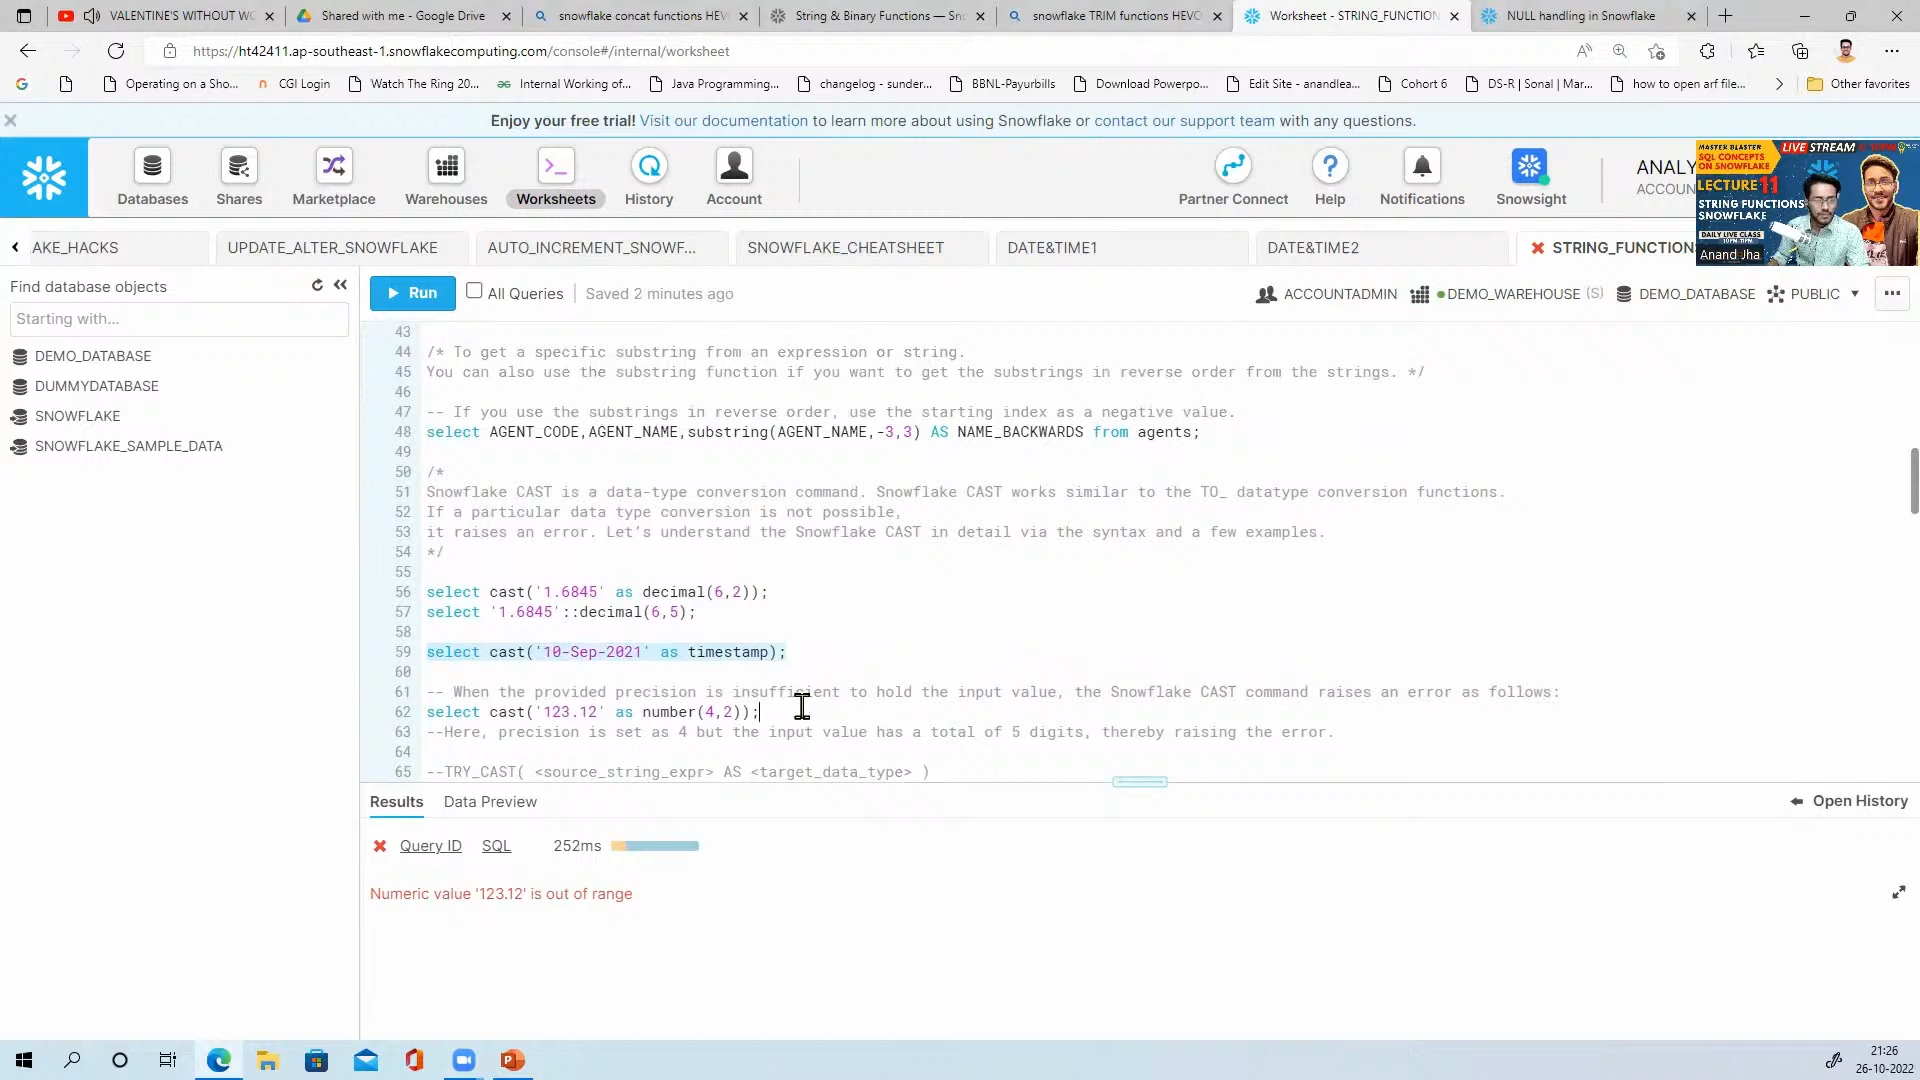 VALENTINE'S WITHOUT WO
Shared with me - Google Drive
snowflake concat functions HEV
String & Binary Functions — Sno
snowflake TRIM functions HEVO
Worksheet - STRING_FUNCTION
NULL handling in Snowflake
https://ht42411.ap-southeast-1.snowflakecomputing.com/console#/internal/worksheet
Operating on a Sho...
CGI Login
Watch The Ring 20...
Internal Working of...
Java Programming...
changelog - sunder...
BBNL-Payurbills
Download Powerpo...
Edit Site - anandlea...
Cohort 6
DS-R | Sonal | Mar...
how to open arf file...
Other favorites
Enjoy your free trial! Visit our documentation to learn more about using Snowflake or contact our support team with any questions.
Databases
Shares
Marketplace
Warehouses
Worksheets
History
Account
Partner Connect
Help
Notifications
Snowsight
ANALY
ACCOUN
MASTER BLASTER
SQL CONCEPTS
ON SNOWFLAKE
LIVE STREAM
LECTURE 11
STRING FUNCTIONS
SNOWFLAKE
DAILY LIVE CLASS
10PM-11PM
Anand Jha
AKE_HACKS
UPDATE_ALTER_SNOWFLAKE
AUTO_INCREMENT_SNOWF...
SNOWFLAKE_CHEATSHEET
DATE&TIME1
DATE&TIME2
STRING_FUNCTION
Find database objects
Starting with...
DEMO_DATABASE
DUMMYDATABASE
SNOWFLAKE
SNOWFLAKE_SAMPLE_DATA
Run
All Queries
Saved 2 minutes ago
ACCOUNTADMIN
DEMO_WAREHOUSE (S)
DEMO_DATABASE
PUBLIC
43
44 /* To get a specific substring from an expression or string.
45 You can also use the substring function if you want to get the substrings in reverse order from the strings. */
46
47 -- If you use the substrings in reverse order, use the starting index as a negative value.
48 select AGENT_CODE,AGENT_NAME,substring(AGENT_NAME,-3,3) AS NAME_BACKWARDS from agents;
49
50 /*
51 Snowflake CAST is a data-type conversion command. Snowflake CAST works similar to the TO_ datatype conversion functions.
52 If a particular data type conversion is not possible,
53 it raises an error. Let's understand the Snowflake CAST in detail via the syntax and a few examples.
54 */
55
56 select cast('1.6845' as decimal(6,2));
57 select '1.6845'::decimal(6,5);
58
59 select cast('10-Sep-2021' as timestamp);
60
61 -- When the provided precision is insufficient to hold the input value, the Snowflake CAST command raises an error as follows:
62 select cast('123.12' as number(4,2));
63 --Here, precision is set as 4 but the input value has a total of 5 digits, thereby raising the error.
64
65 --TRY_CAST( <source_string_expr> AS <target_data_type> )
Results
Data Preview
Open History
Query ID
SQL
252ms
Numeric value '123.12' is out of range
21:26
26-10-2022